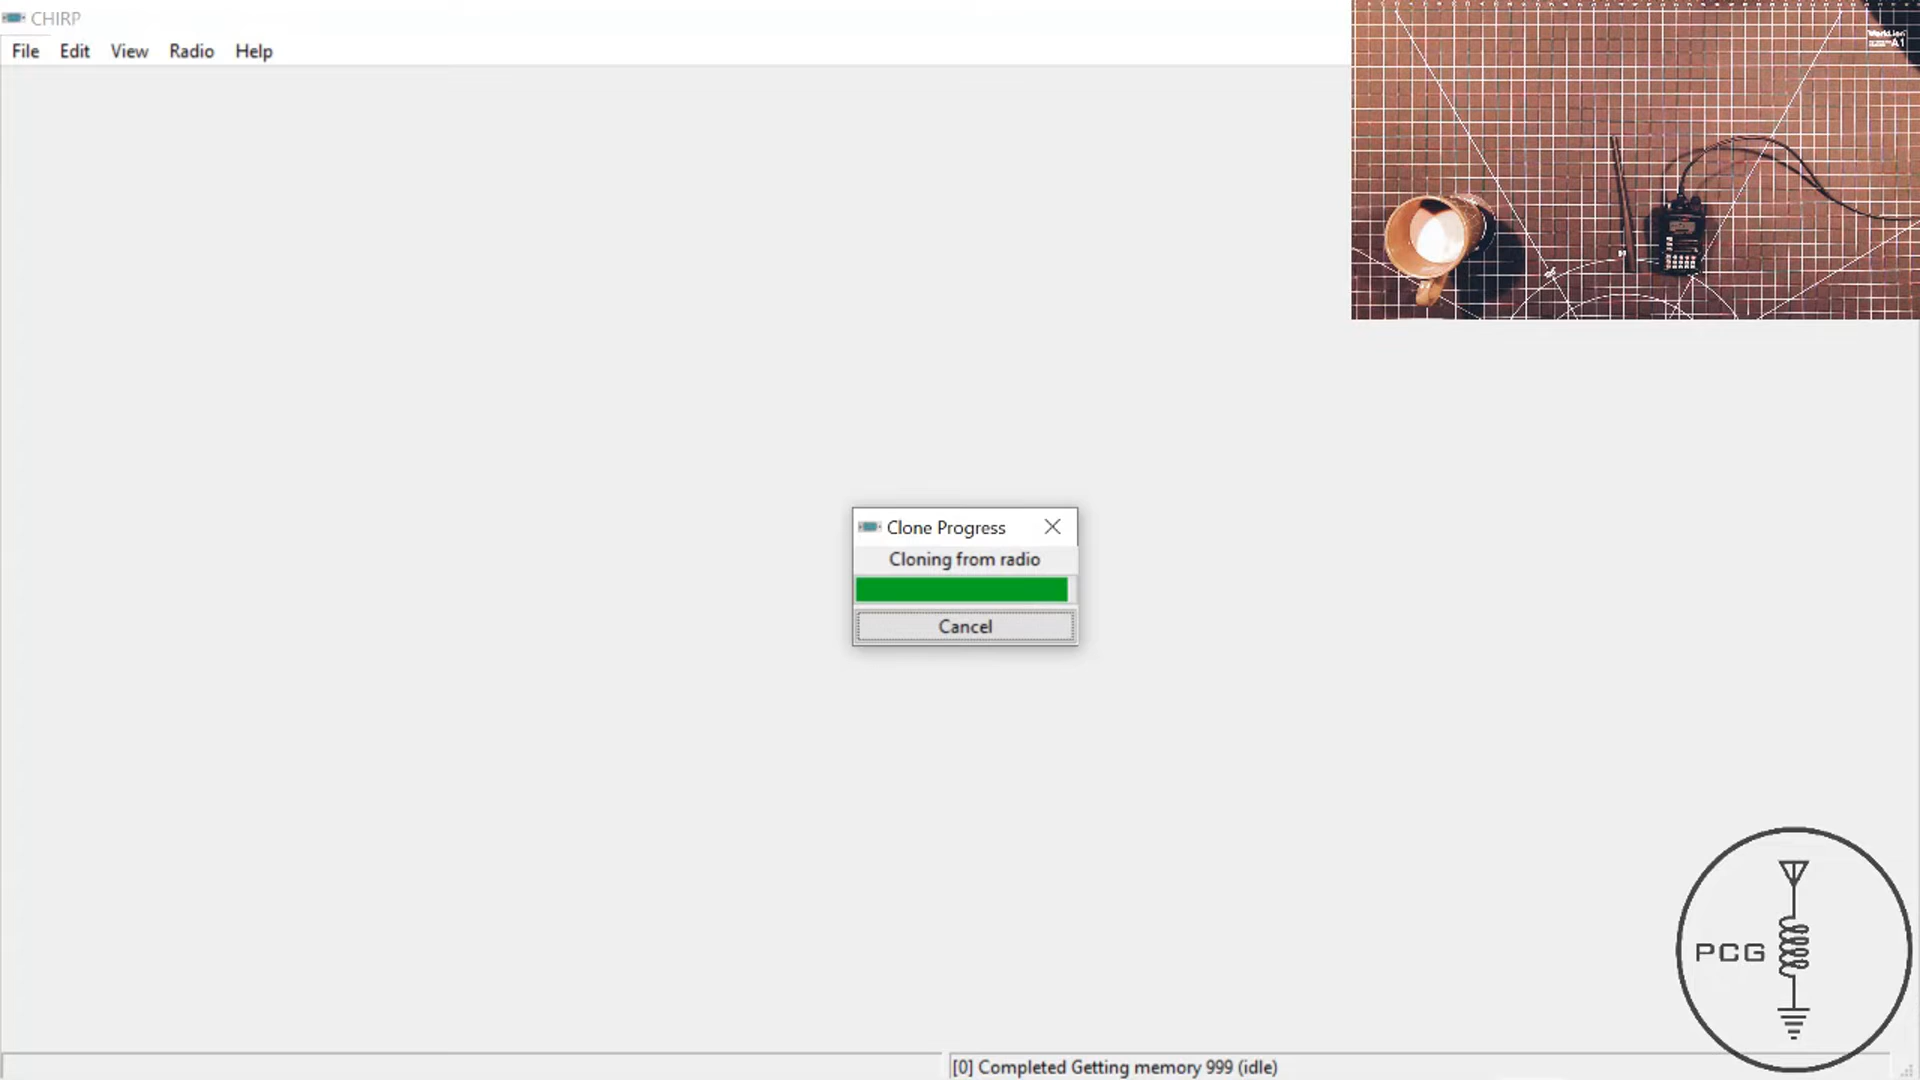 CHIRP
File Edit View Radio Help
A1
Clone Progress
Cloning from radio
Cancel
PCG
[0] Completed Getting memory 999 (idle)